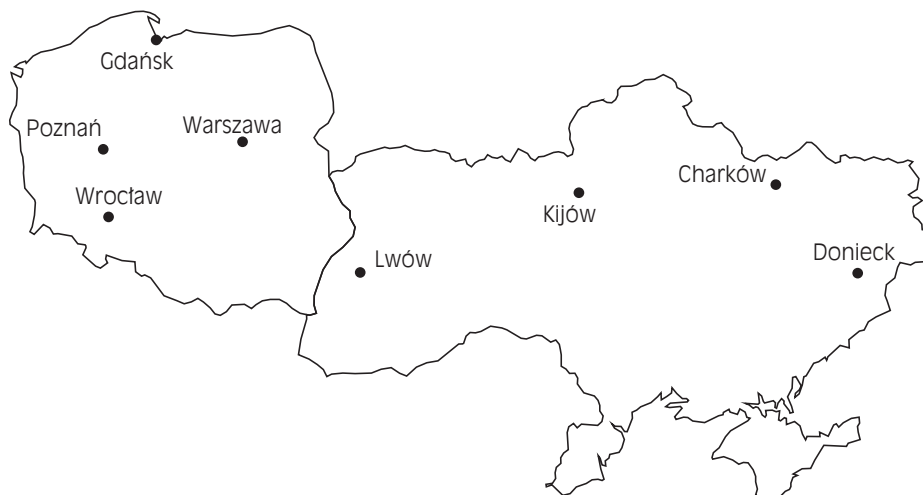 Gdańsk
Poznań
Warszawa
Wrocław
Lwów
Kijów
Charków
Donieck